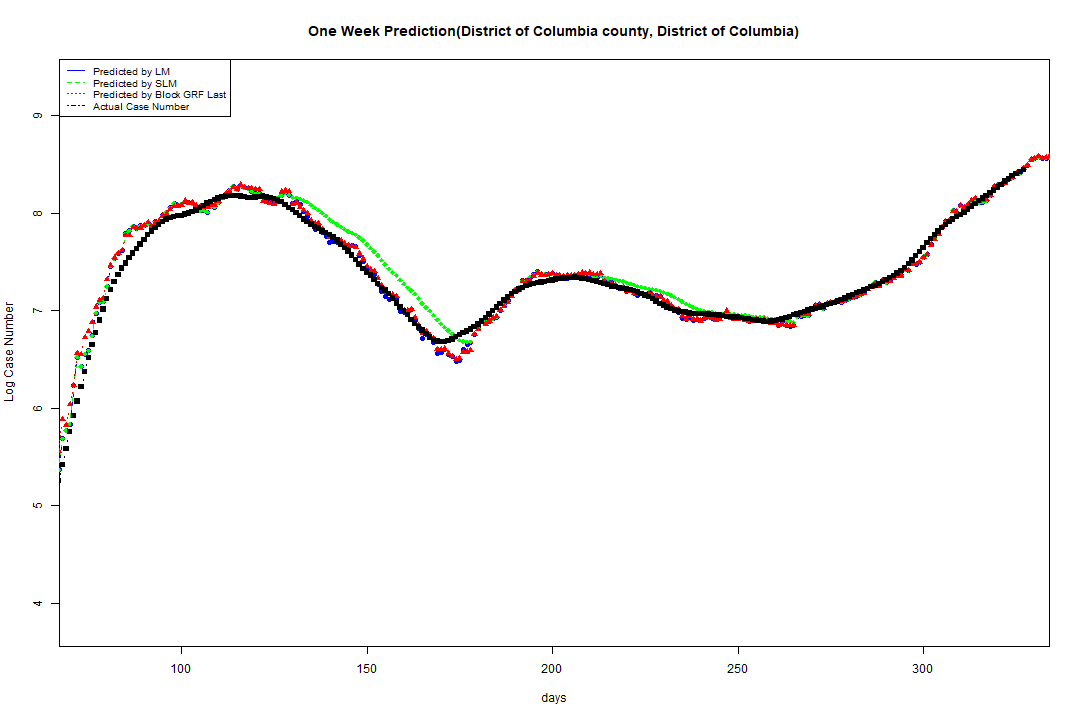 One Week Prediction(District of Columbia county, District of Columbia)
Predicted by LM
Predicted by SLM
Predicted by Block GRF Last
Actual Case Number
9
8
7
6
5
4
Log Case Number
100 150 200 250 300
days